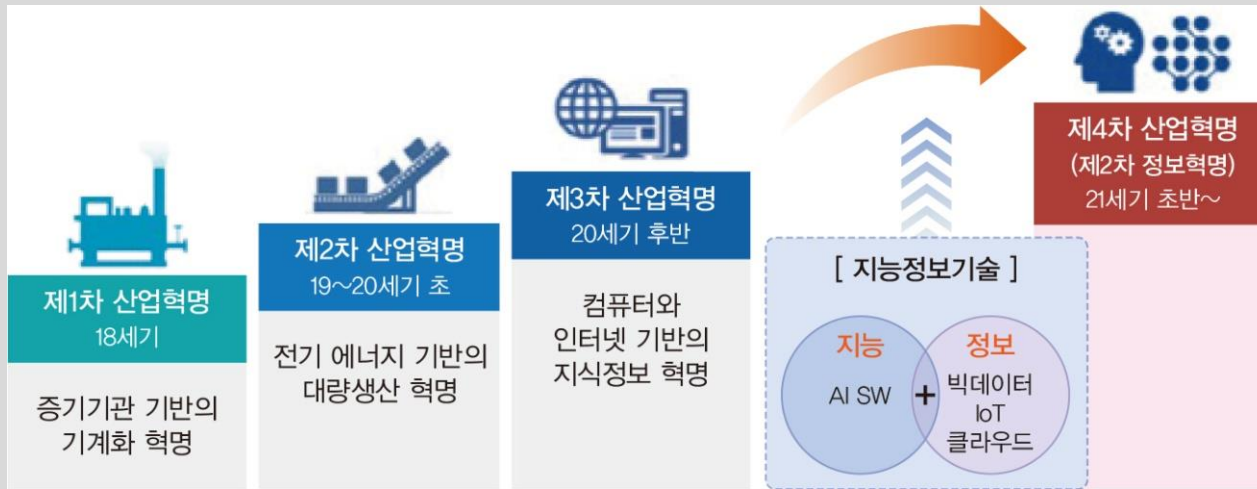 제1차 산업혁명
18세기
증기기관 기반의
기계화 혁명
제2차 산업혁명
19~20세기 초
전기 에너지 기반의
대량생산 혁명
제3차 산업혁명
20세기 후반
컴퓨터와
인터넷 기반의
지식정보 혁명
[ 지능정보기술 ]
지능
AI SW
+
정보
빅데이터
IoT
클라우드
제4차 산업혁명
(제2차 정보혁명)
21세기 초반~